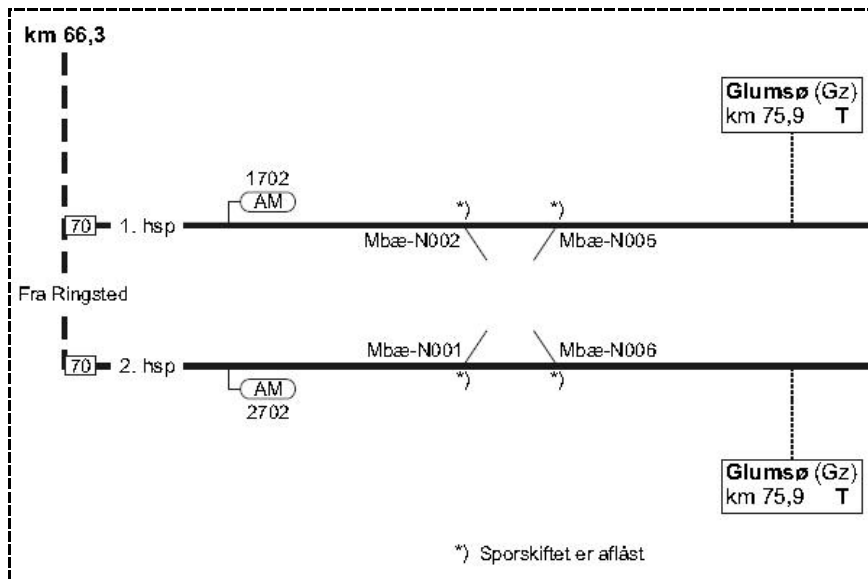 km 66,3
Glumsø (Gz)
km 75,9 T
1702
AM
*) *)
70 1. hsp
Mbæ-N002 Mbæ-N005
Fra Ringsted
Mbæ-N001 Mbæ-N006
70 2. hsp
*) *)
AM
2702
Glumsø (Gz)
km 75,9 T
*) Sporskiftet er aflåst